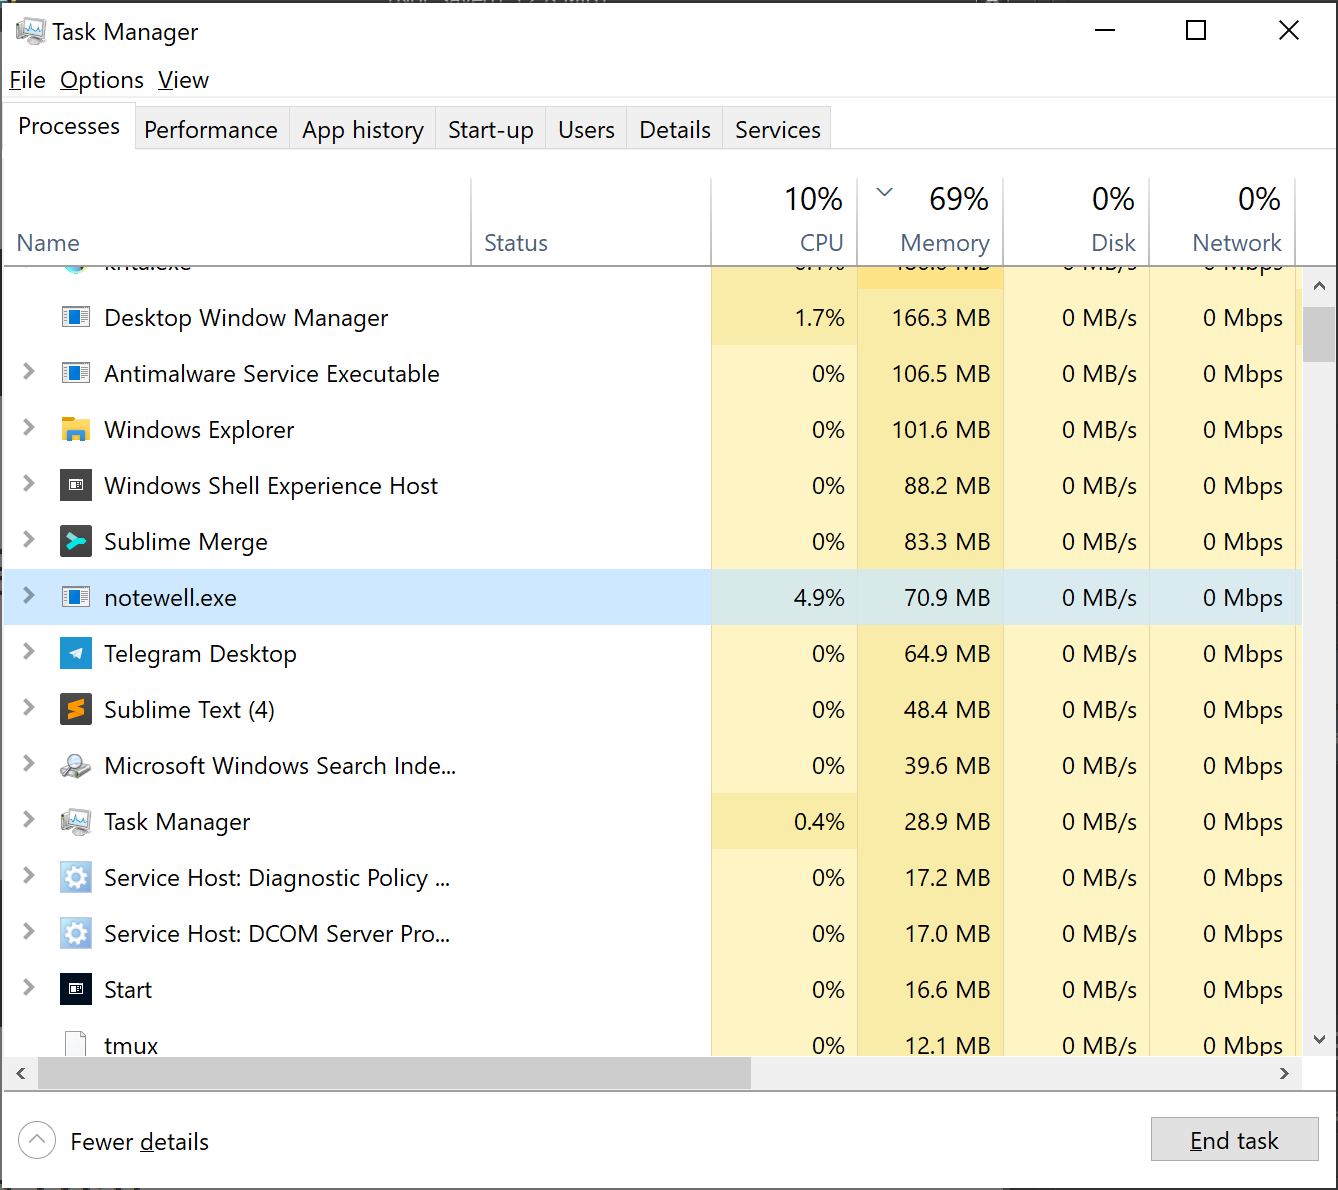 Task Manager
File Options View
Processes Performance App history Start-up Users Details Services
10% 69% 0% 0%
Name Status CPU Memory Disk Network
krita.exe 0 MB/s 0 Mbps
Desktop Window Manager 1.7% 166.3 MB 0 MB/s 0 Mbps
Antimalware Service Executable 0% 106.5 MB 0 MB/s 0 Mbps
Windows Explorer 0% 101.6 MB 0 MB/s 0 Mbps
Windows Shell Experience Host 0% 88.2 MB 0 MB/s 0 Mbps
Sublime Merge 0% 83.3 MB 0 MB/s 0 Mbps
notewell.exe 4.9% 70.9 MB 0 MB/s 0 Mbps
Telegram Desktop 0% 64.9 MB 0 MB/s 0 Mbps
Sublime Text (4) 0% 48.4 MB 0 MB/s 0 Mbps
Microsoft Windows Search Inde... 0% 39.6 MB 0 MB/s 0 Mbps
Task Manager 0.4% 28.9 MB 0 MB/s 0 Mbps
Service Host: Diagnostic Policy ... 0% 17.2 MB 0 MB/s 0 Mbps
Service Host: DCOM Server Pro... 0% 17.0 MB 0 MB/s 0 Mbps
Start 0% 16.6 MB 0 MB/s 0 Mbps
tmux 0% 12.1 MB 0 MB/s 0 Mbps
Fewer details End task